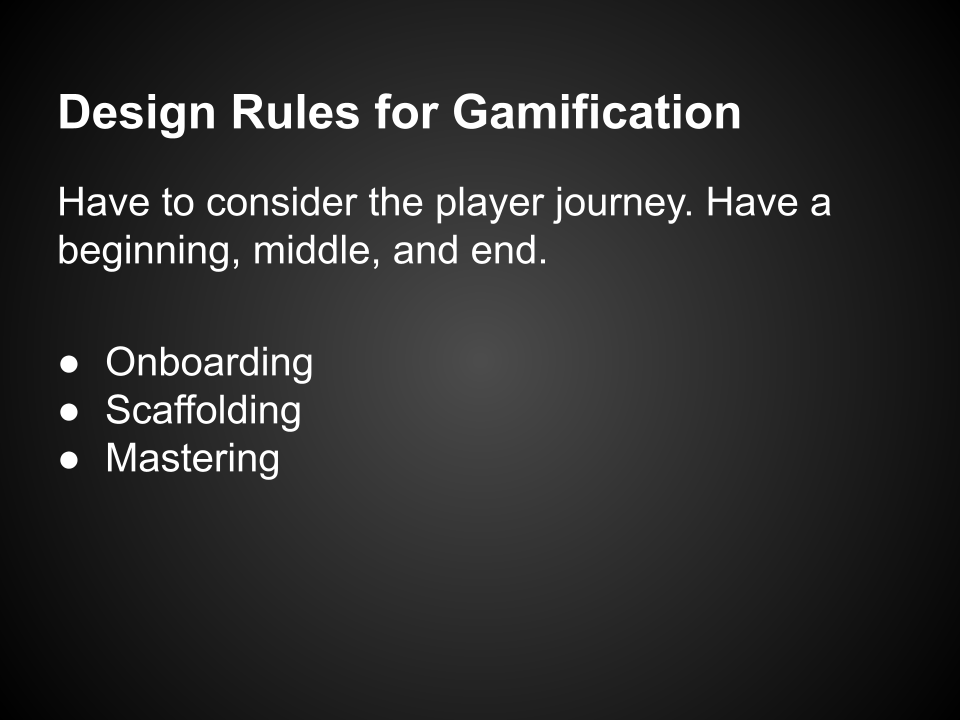 Design Rules for Gamification
Have to consider the player journey. Have a
beginning, middle, and end.
● Onboarding
● Scaffolding
● Mastering